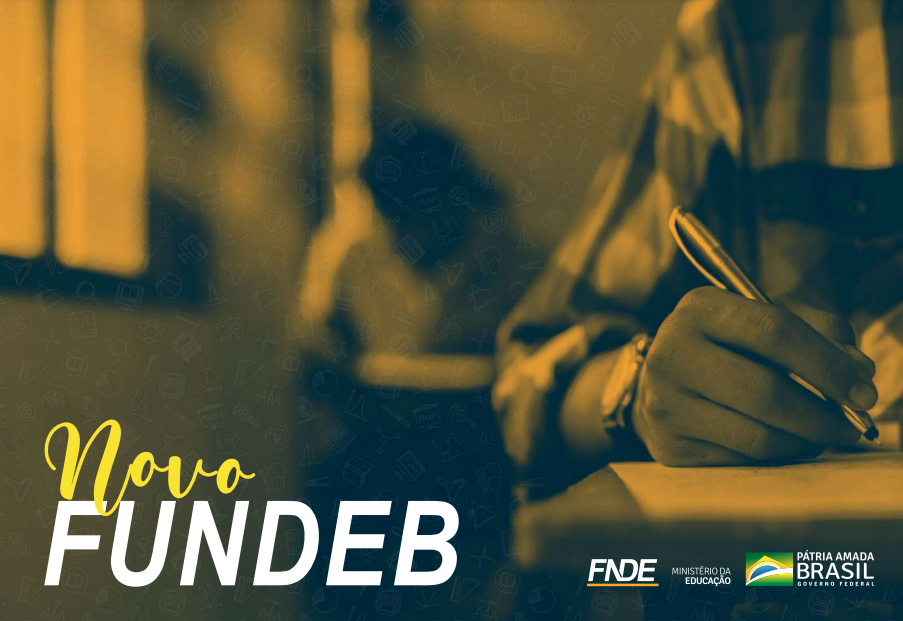 Novo
FUNDEB
FNDE
MINISTÉRIO DA
EDUCAÇÃO
PÁTRIA AMADA
BRASIL
GOVERNO FEDERAL